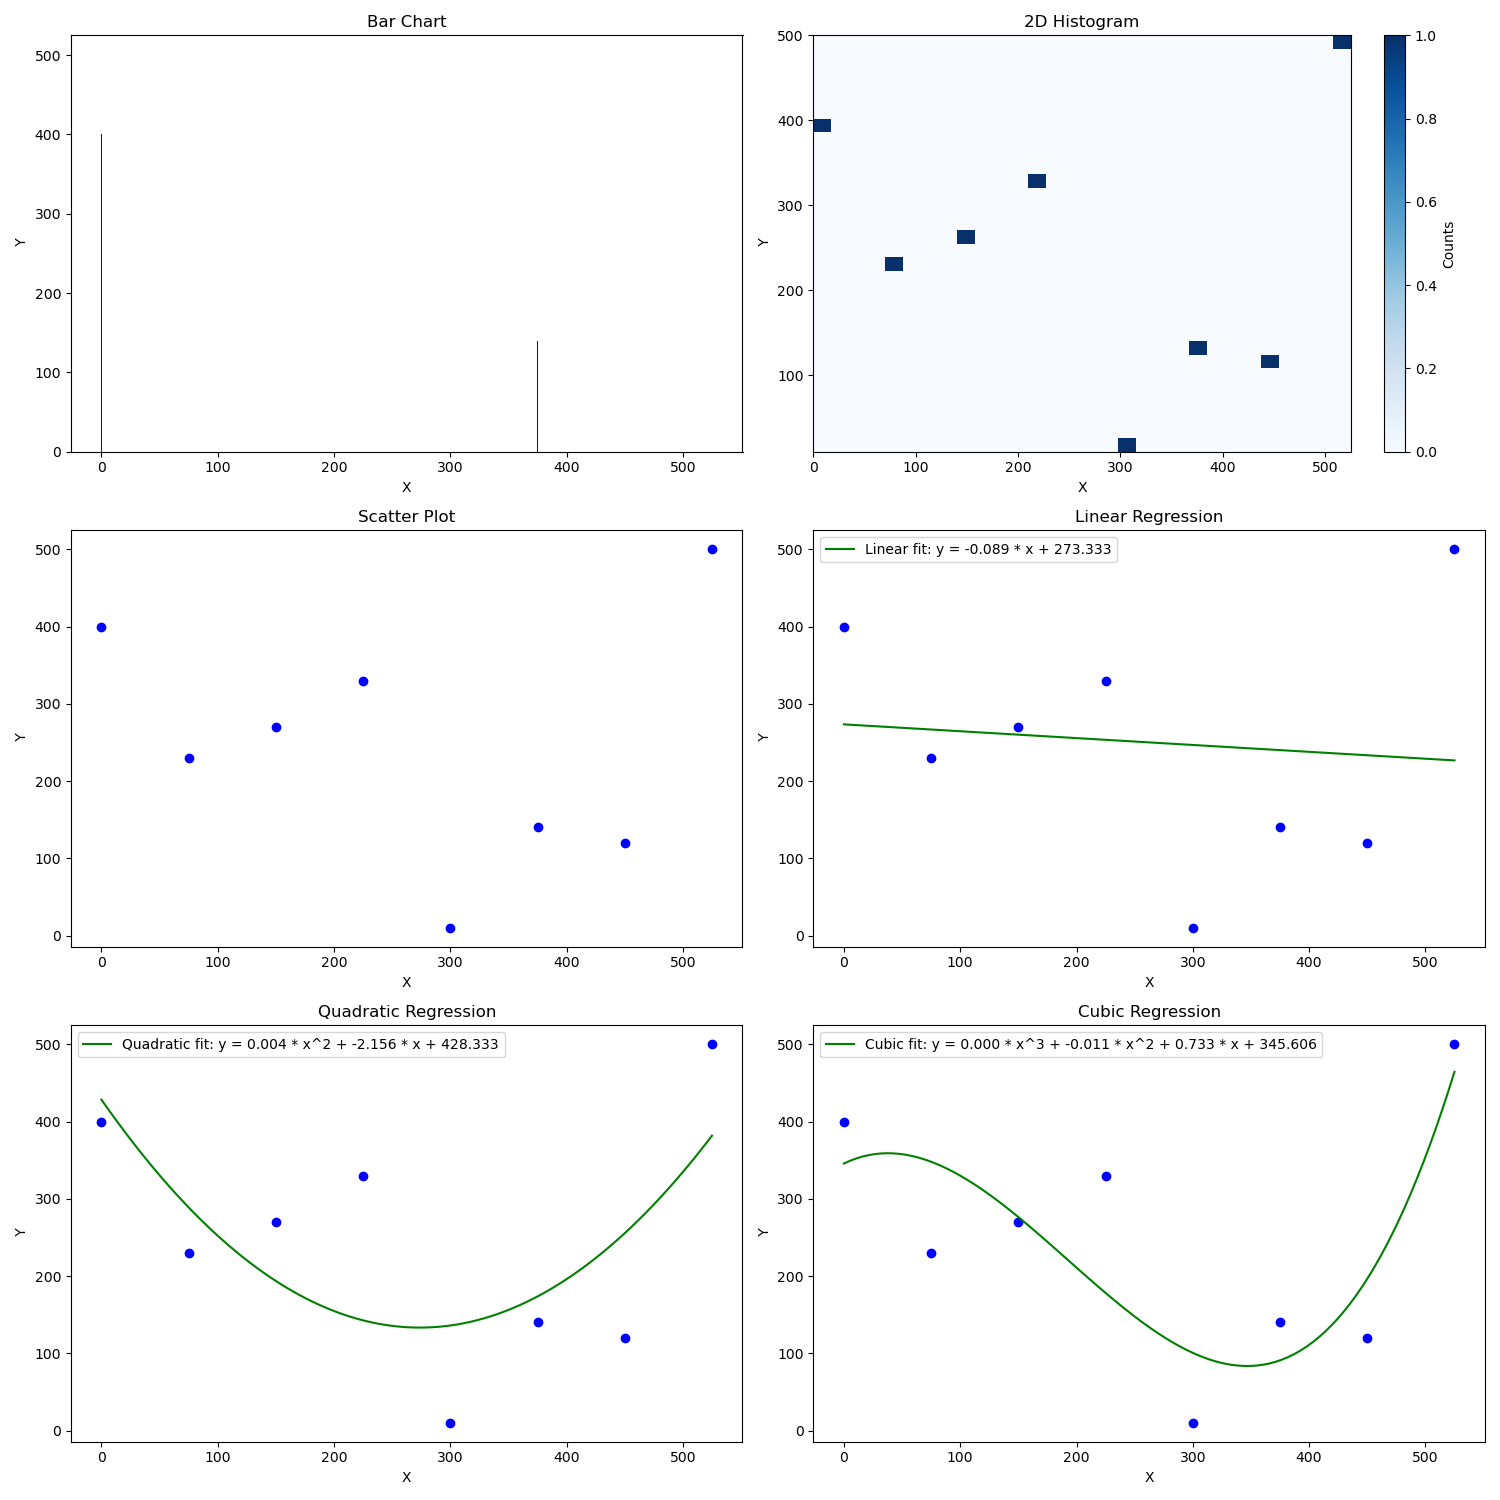 Bar Chart
500
400
300
200
100
0
Y
0 100 200 300 400 500
X
2D Histogram
500
400
300
200
100
Y
0 100 200 300 400 500
X
1.0
0.8
0.6
0.4
0.2
0.0
Counts
Scatter Plot
500
400
300
200
100
0
Y
0 100 200 300 400 500
X
Linear Regression
Linear fit: y = -0.089 * x + 273.333
500
400
300
200
100
0
Y
0 100 200 300 400 500
X
Quadratic Regression
Quadratic fit: y = 0.004 * x^2 + -2.156 * x + 428.333
500
400
300
200
100
0
Y
0 100 200 300 400 500
X
Cubic Regression
Cubic fit: y = 0.000 * x^3 + -0.011 * x^2 + 0.733 * x + 345.606
500
400
300
200
100
0
Y
0 100 200 300 400 500
X